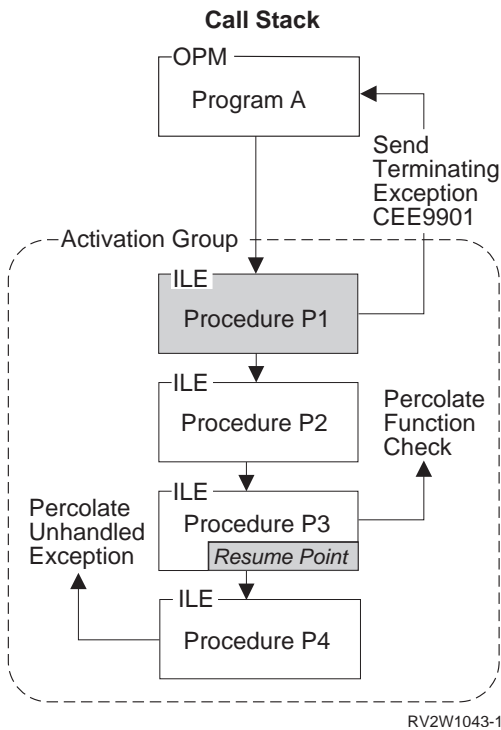 Call Stack
OPM
Program A
Send
Terminating
Exception
CEE9901
Activation Group
ILE
Procedure P1
ILE
Procedure P2
Percolate
Function
Check
ILE
Procedure P3
Resume Point
Percolate
Unhandled
Exception
ILE
Procedure P4
RV2W1043-1